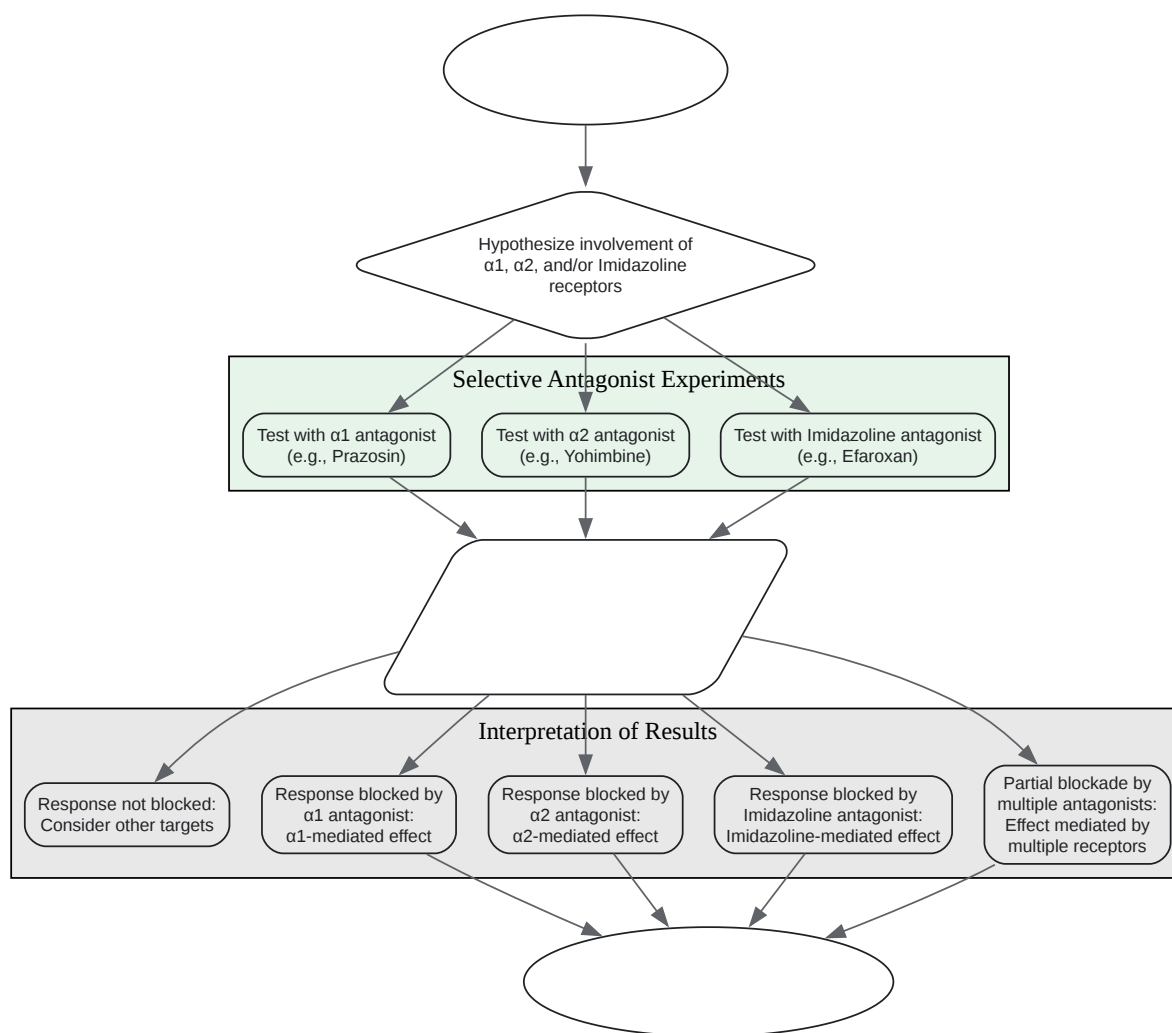 Hypothesize involvement of
α1, α2, and/or Imidazoline
receptors
Selective Antagonist Experiments
Test with α1 antagonist
(e.g., Prazosin)
Test with α2 antagonist
(e.g., Yohimbine)
Test with Imidazoline antagonist
(e.g., Efaroxan)
Interpretation of Results
Response not blocked:
Consider other targets
Response blocked by
α1 antagonist:
α1-mediated effect
Response blocked by
α2 antagonist:
α2-mediated effect
Response blocked by
Imidazoline antagonist:
Imidazoline-mediated effect
Partial blockade by
multiple antagonists:
Effect mediated by
multiple receptors